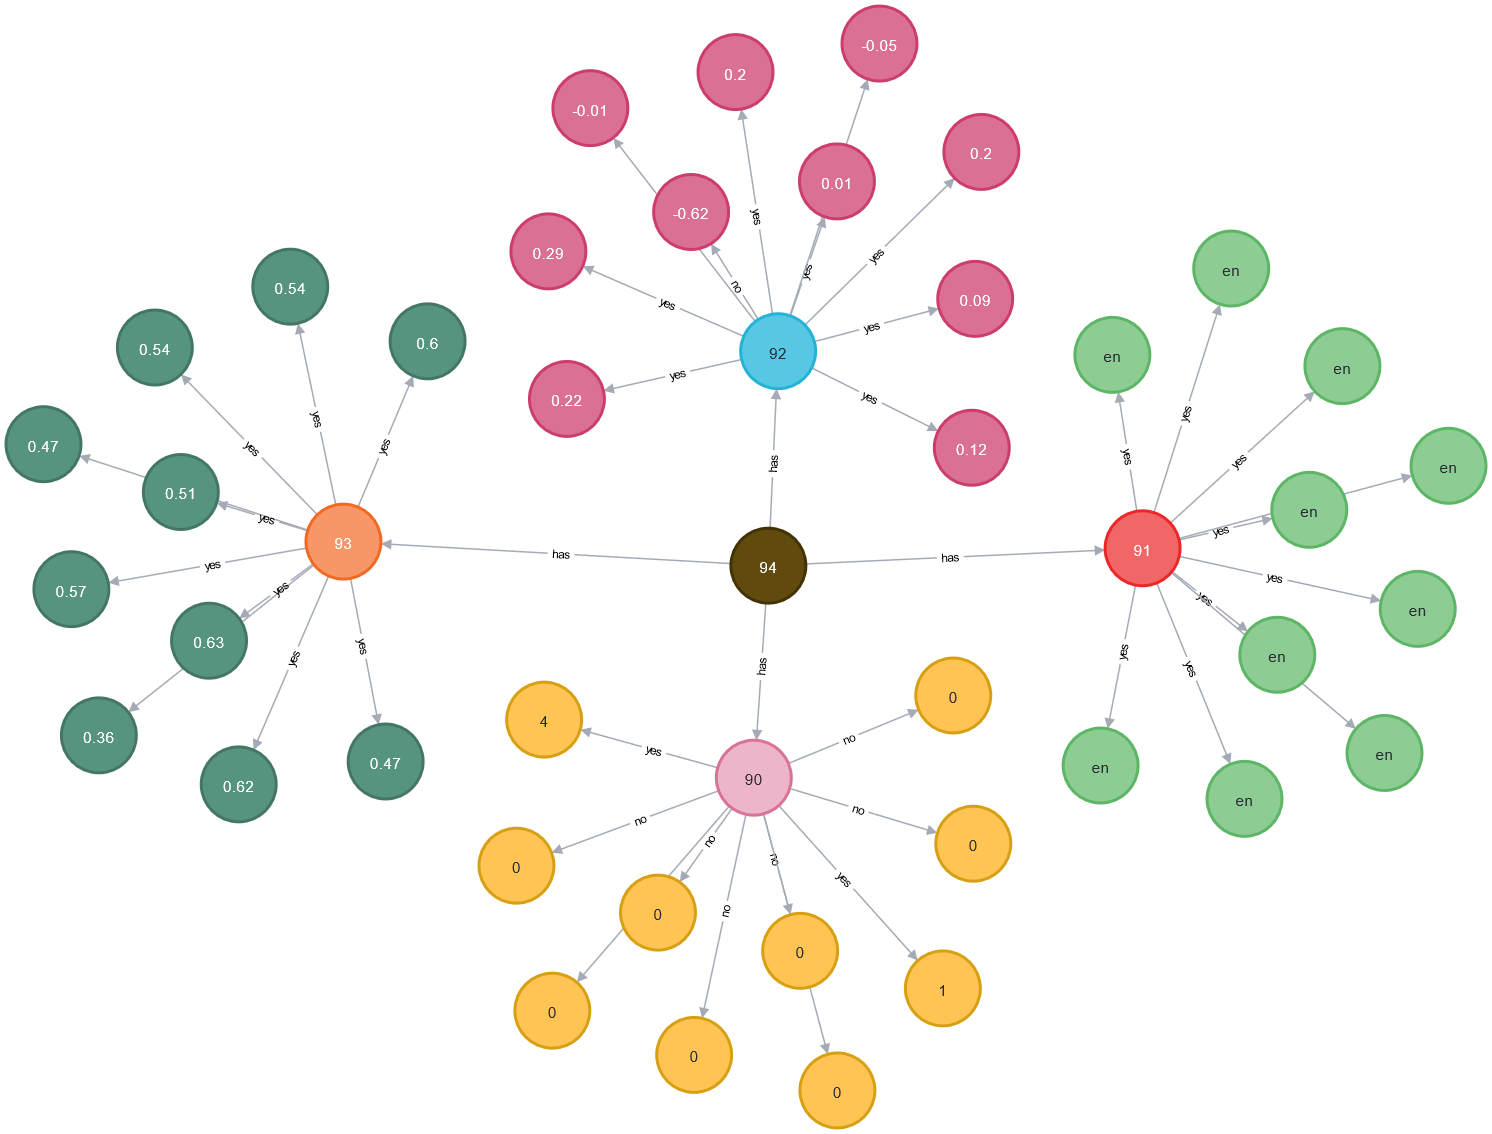 -0.05
0.2
-0.01
0.2
0.01
-0.62
yes
0.29
yes
en
yes
no
yes
0.54
0.09
yes
yes
0.6
0.54
92
en
en
yes
0.22
yes
0.12
yes
yes
yes
yes
0.47
yes
yes
has
yes
en
0.51
en
yes
yes
93
has
94
has
91
0.57
yes
yes
yes
yes
en
0.63
yes
yes
yes
has
en
yes
0.36
4
0
yes
no
en
0.47
0.62
90
en
en
no
no
0
no
no
no
0
yes
no
0
0
1
0
0
0